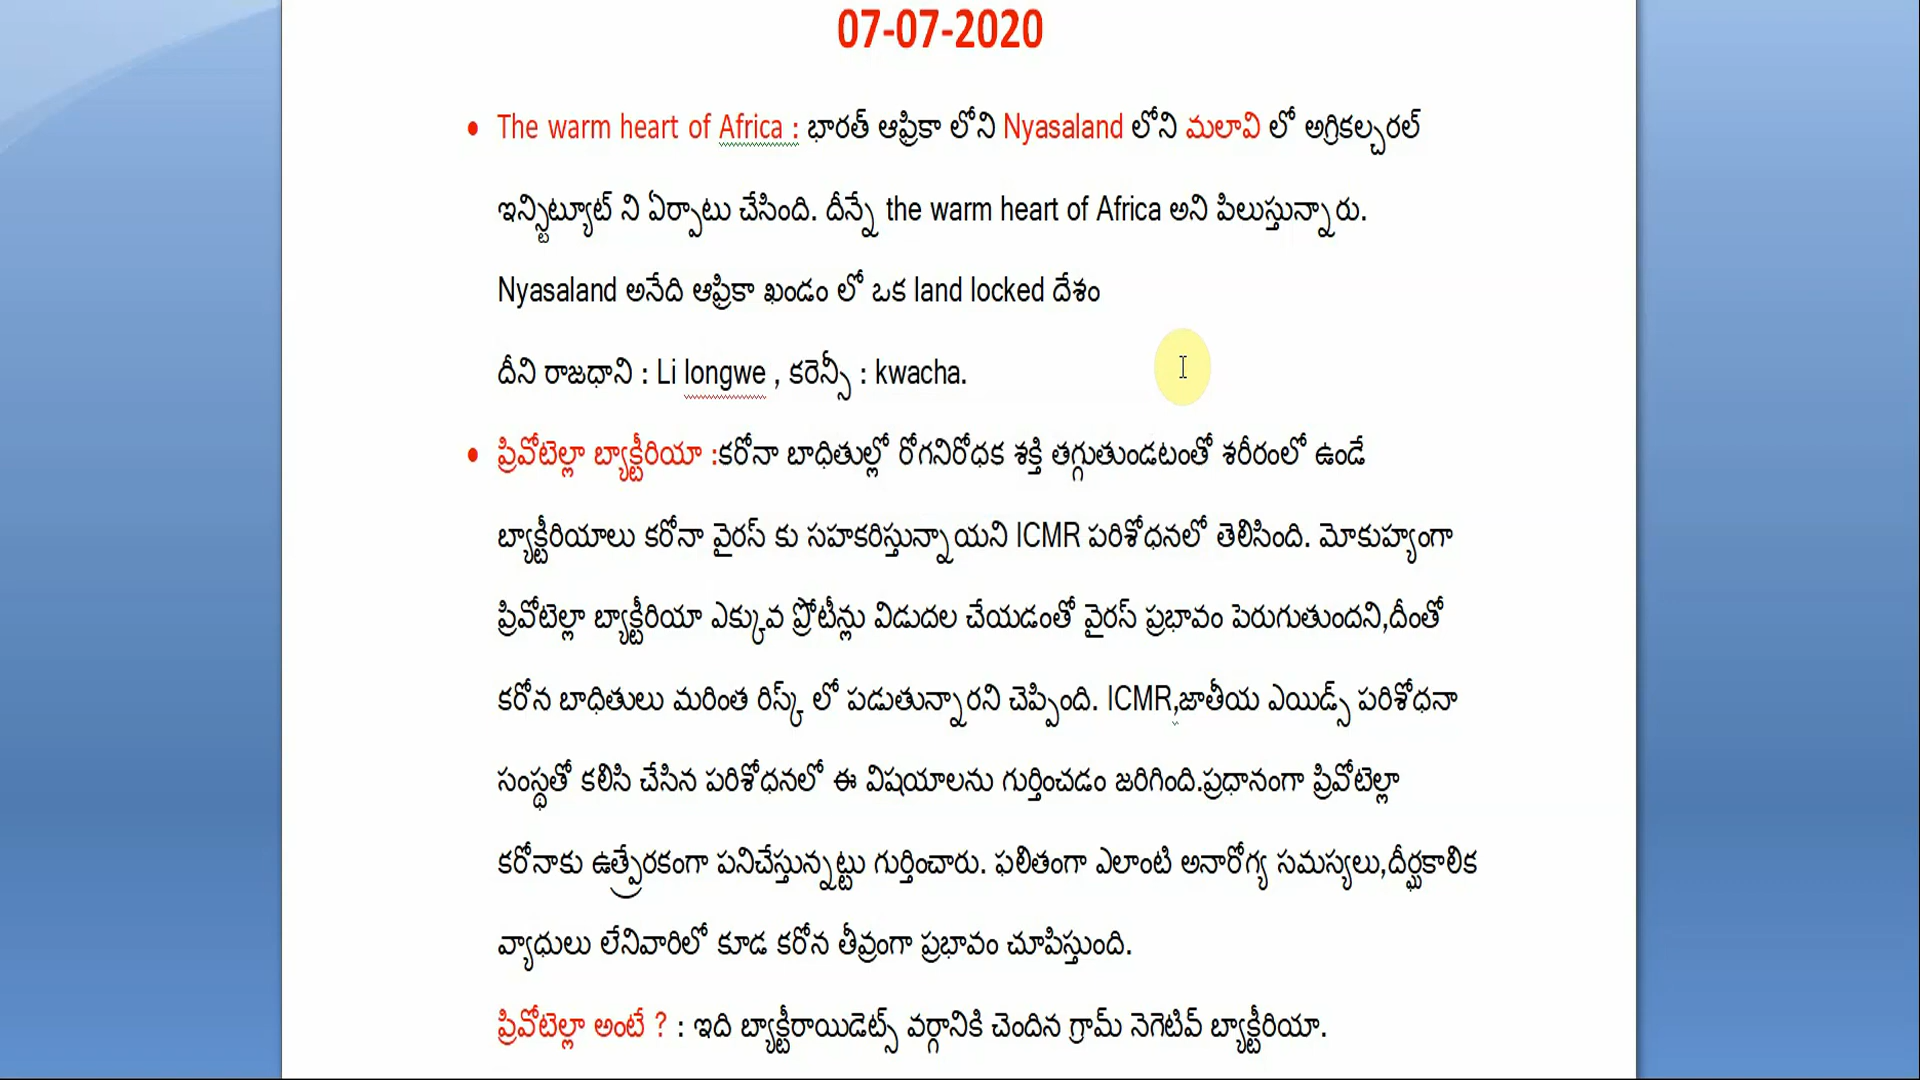 07-07-2020
• The warm heart of Africa : భారత్ ఆఫ్రికా లోని Nyasaland లోని మలావి లో అగ్రికల్చరల్
ఇన్స్టిట్యూట్ ని ఏర్పాటు చేసింది. దీన్నే the warm heart of Africa అని పిలుస్తున్నారు.
Nyasaland అనేది ఆఫ్రికా ఖండం లో ఒక land locked దేశం
దీని రాజధాని : Li longwe , కరెన్సీ : kwacha.
• ప్రివోటెల్లా బ్యాక్టీరియా :కరోనా బాధితుల్లో రోగనిరోధక శక్తి తగ్గుతుండటంతో శరీరంలో ఉండే
బ్యాక్టీరియాలు కరోనా వైరస్ కు సహకరిస్తున్నాయని ICMR పరిశోధనలో తెలిసింది. మోకుహ్యంగా
ప్రివోటెల్లా బ్యాక్టీరియా ఎక్కువ ప్రోటీన్లు విడుదల చేయడంతో వైరస్ ప్రభావం పెరుగుతుందని,దీంతో
కరోన బాధితులు మరింత రిస్క్ లో పడుతున్నారని చెప్పింది. ICMR,జాతీయ ఎయిడ్స్ పరిశోధనా
సంస్థతో కలిసి చేసిన పరిశోధనలో ఈ విషయాలను గుర్తించడం జరిగింది.ప్రధానంగా ప్రివోటెల్లా
కరోనాకు ఉత్ప్రేరకంగా పనిచేస్తున్నట్టు గుర్తించారు. ఫలితంగా ఎలాంటి అనారోగ్య సమస్యలు,దీర్ఘకాలిక
వ్యాధులు లేనివారిలో కూడ కరోన తీవ్రంగా ప్రభావం చూపిస్తుంది.
ప్రివోటెల్లా అంటే ? : ఇది బ్యాక్టీరాయిడెట్స్ వర్గానికి చెందిన గ్రామ్ నెగెటివ్ బ్యాక్టీరియా.